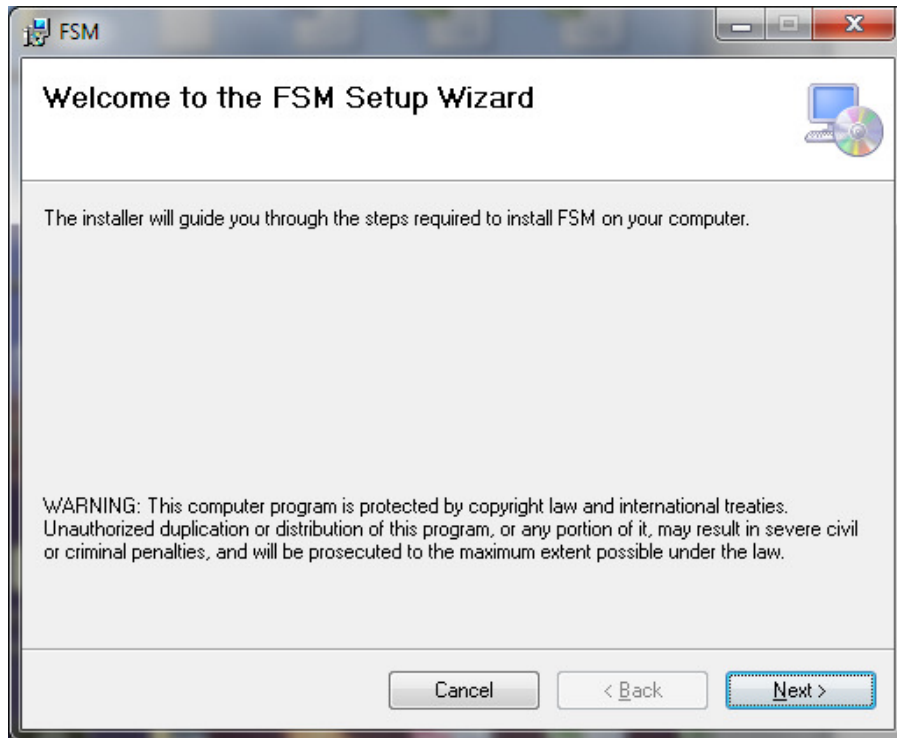 FSM
Welcome to the FSM Setup Wizard
The installer will guide you through the steps required to install FSM on your computer.
WARNING: This computer program is protected by copyright law and international treaties.
Unauthorized duplication or distribution of this program, or any portion of it, may result in severe civil
or criminal penalties, and will be prosecuted to the maximum extent possible under the law.
Cancel
< Back
Next >